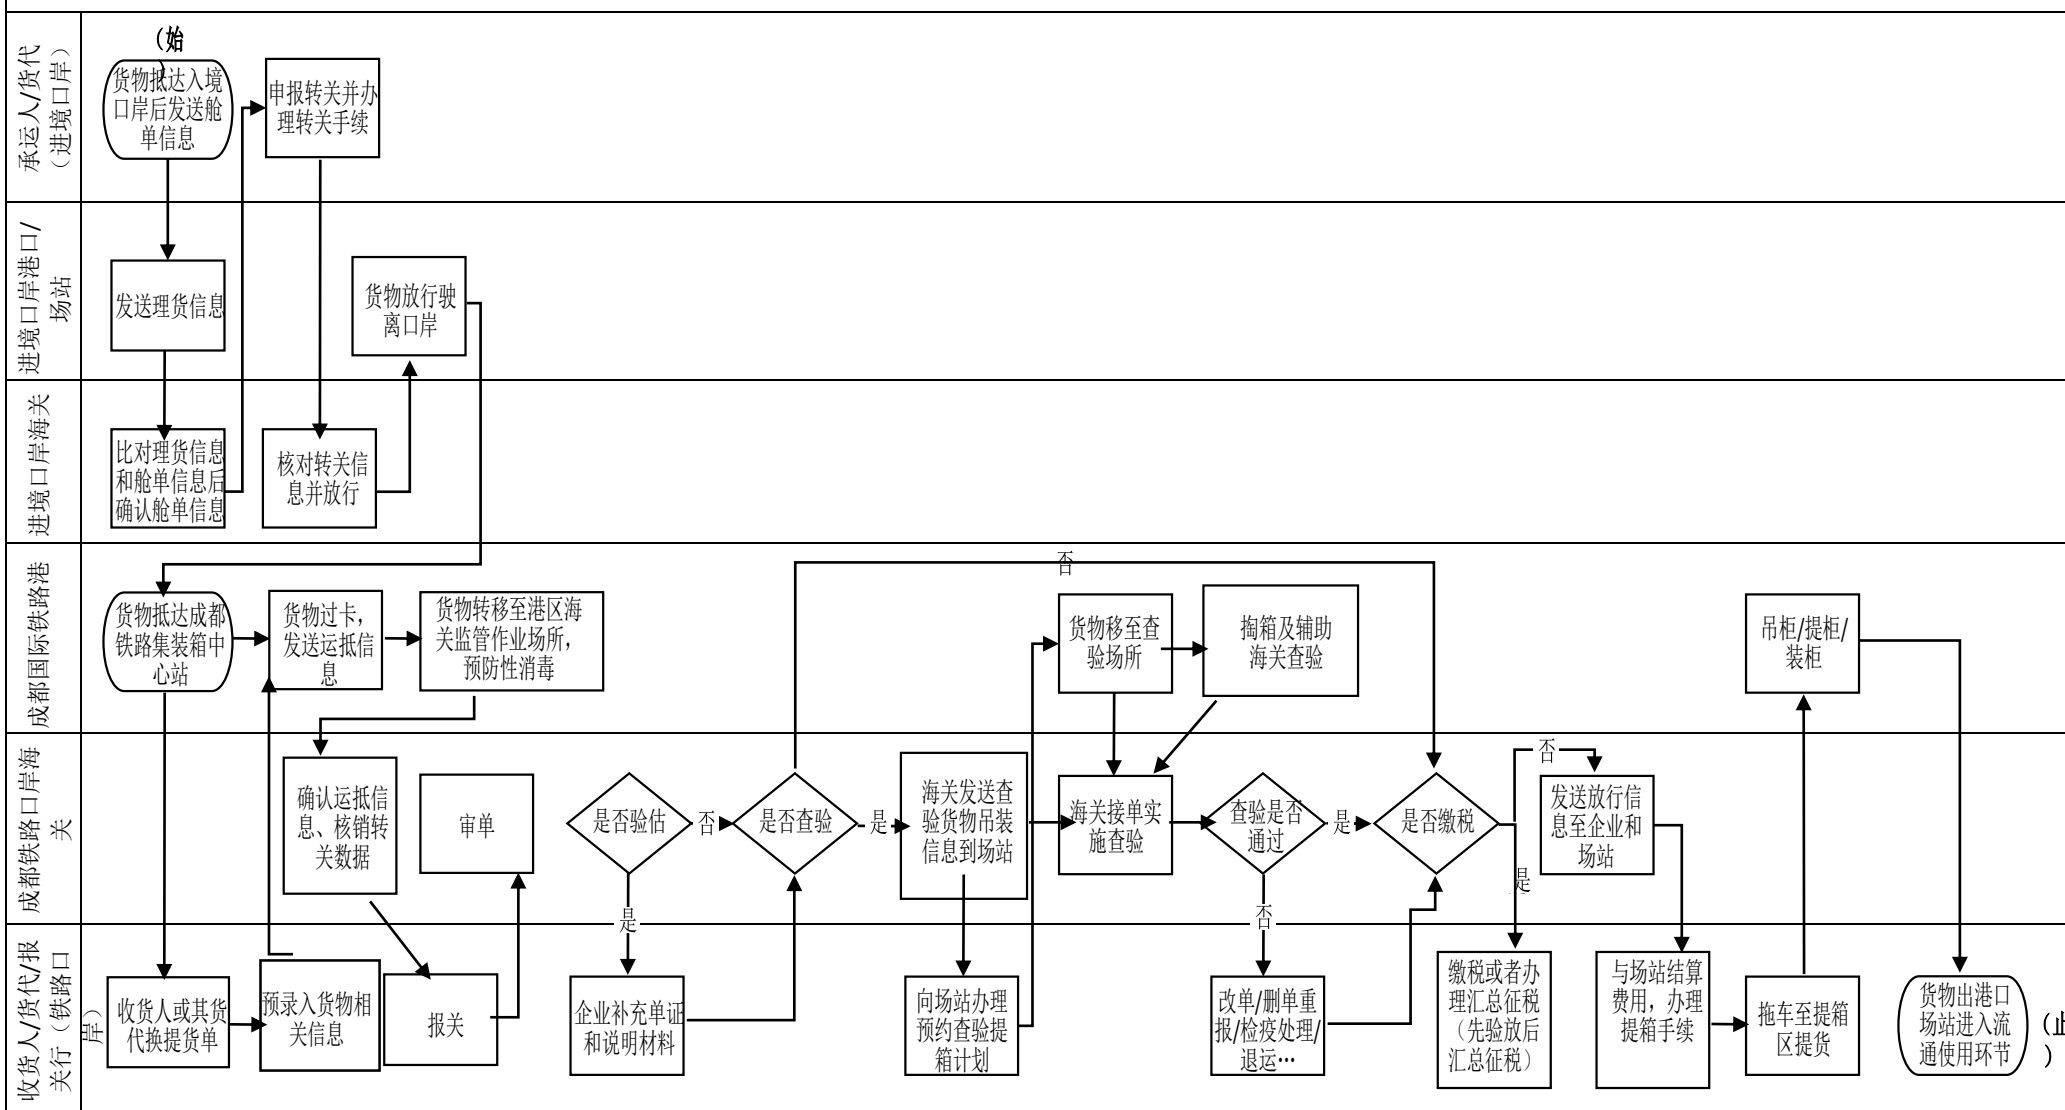 承运人/货代
（进境口岸）
（始
）
货物抵达入境
口岸后发送舱
单信息
申报转关并办
理转关手续
进境口岸港口/
场站
发送理货信息
货物放行驶
离口岸
进境口岸海关
比对理货信息
和舱单信息后
确认舱单信息
核对转关信
息并放行
成都国际铁路港
货物抵达成都
铁路集装箱中
心站
货物过卡，
发送运抵信
息
货物转移至港区海
关监管作业场所，
预防性消毒
否
货物移至查
验场所
掏箱及辅助
海关查验
吊柜/提柜/
装柜
成都铁路口岸海
关
确认运抵信
息、核销转
关数据
审单
是否验估
否
是否查验
是
海关发送查
验货物吊装
信息到场站
海关接单实
施查验
查验是否
通过
是
是否缴税
否
是
发送放行信
息至企业和
场站
是
否
收货人/货代/报
关行（铁路口
岸）
收货人或其货
代换提货单
预录入货物相
关信息
报关
企业补充单证
和说明材料
向场站办理
预约查验提
箱计划
改单/删单重
报/检疫处理/
退运…
缴税或者办
理汇总征税
（先验放后
汇总征税）
与场站结算
费用，办理
提箱手续
拖车至提箱
区提货
货物出港口
场站进入流
通使用环节
（止
）